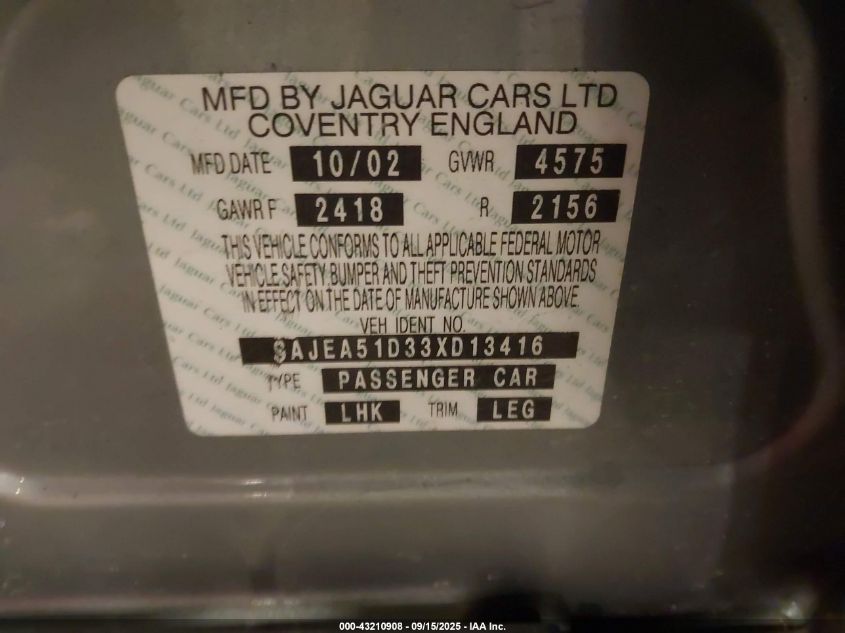 MFD BY JAGUAR CARS LTD
COVENTRY ENGLAND
MFD DATE 10/02 GVWR 4575
GAWR F 2418 R 2156
THIS VEHICLE CONFORMS TO ALL APPLICABLE FEDERAL MOTOR
VEHICLE SAFETY, BUMPER AND THEFT PREVENTION STANDARDS
IN EFFECT ON THE DATE OF MANUFACTURE SHOWN ABOVE.
VEH IDENT NO.
SAJEA51D33XD13416
TYPE PASSENGER CAR
PAINT LHK TRIM LEG
000-43210908 - 09/15/2025 - IAA Inc.